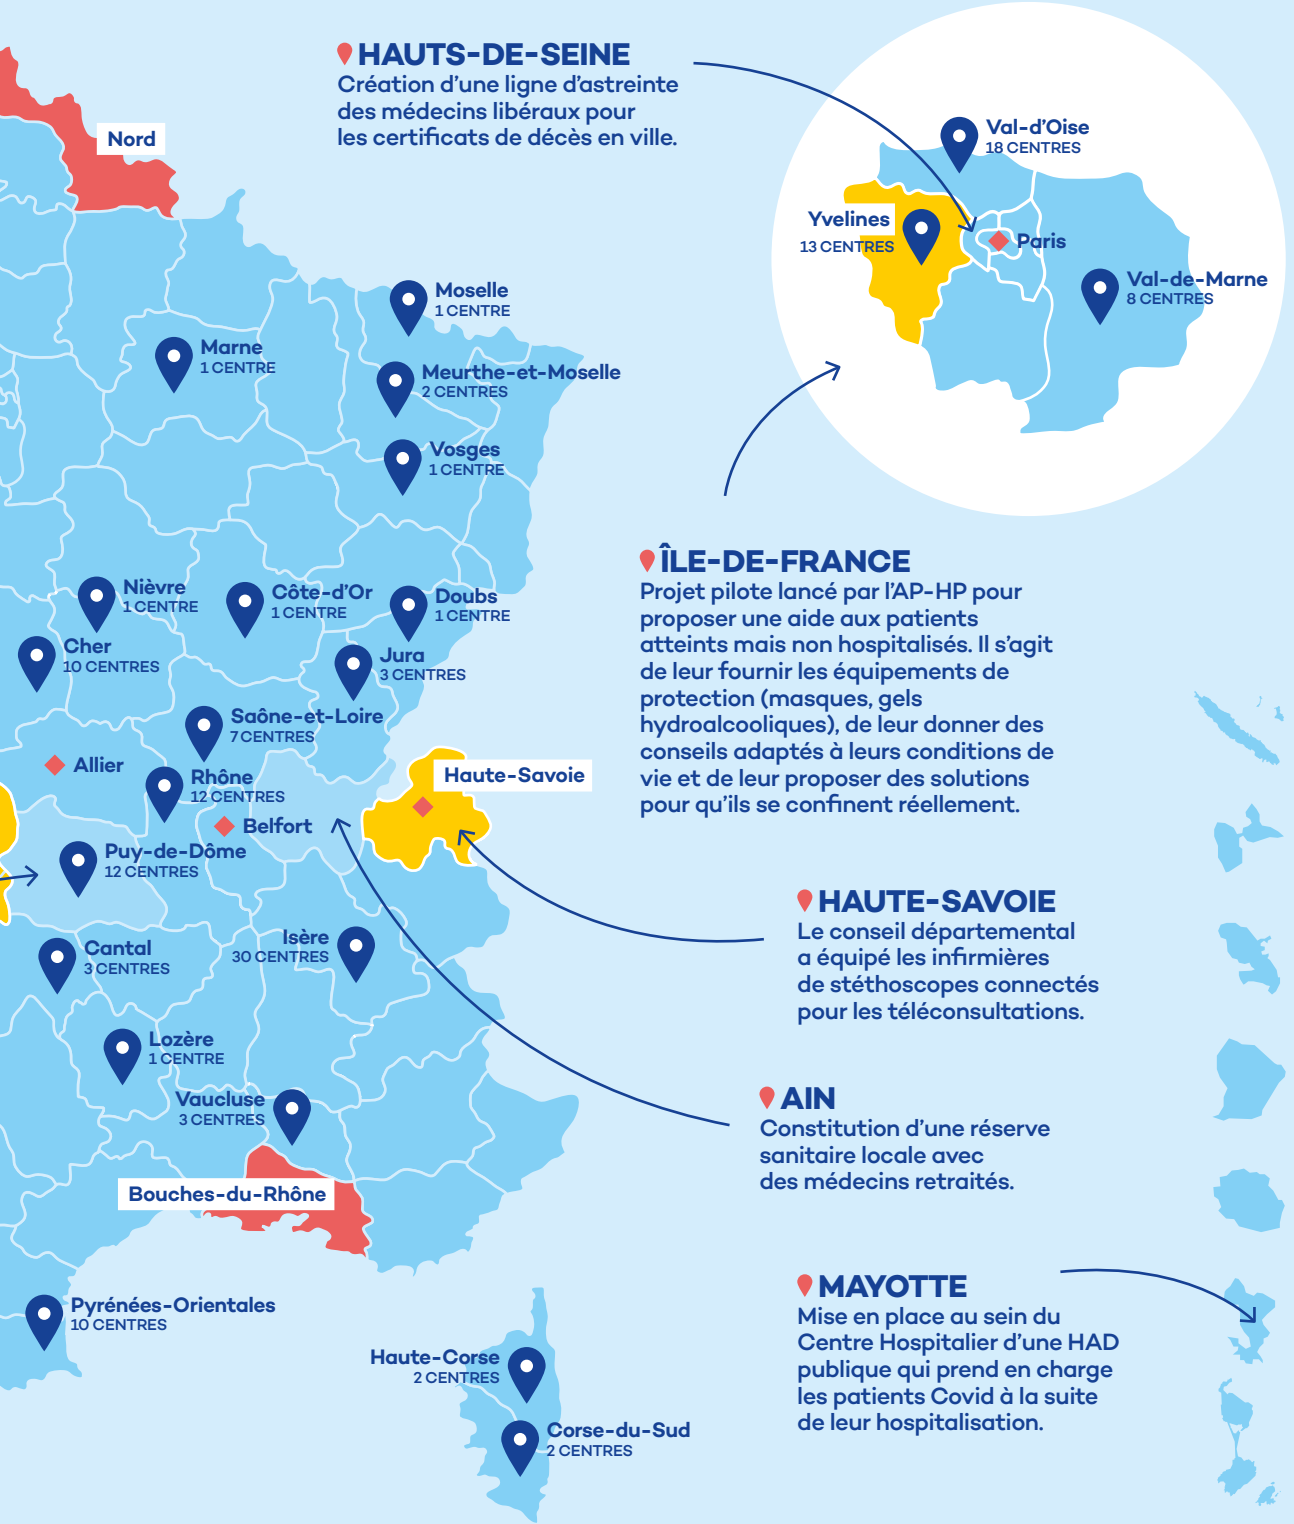 HAUTS-DE-SEINE
Création d’une ligne d’astreinte
des médecins libéraux pour
les certificats de décès en ville.
Nord
Val-d’Oise
18 CENTRES
Yvelines
13 CENTRES
Paris
Val-de-Marne
8 CENTRES
Moselle
1 CENTRE
Marne
1 CENTRE
Meurthe-et-Moselle
2 CENTRES
Vosges
1 CENTRE
ÎLE-DE-FRANCE
Projet pilote lancé par l’AP-HP pour
proposer une aide aux patients
atteints mais non hospitalisés. Il s’agit
de leur fournir les équipements de
protection (masques, gels
hydroalcooliques), de leur donner des
conseils adaptés à leurs conditions de
vie et de leur proposer des solutions
pour qu’ils se confinent réellement.
Nièvre
1 CENTRE
Côte-d’Or
1 CENTRE
Doubs
1 CENTRE
Cher
10 CENTRES
Jura
3 CENTRES
Saône-et-Loire
7 CENTRES
Allier
Rhône
12 CENTRES
Haute-Savoie
Belfort
Puy-de-Dôme
12 CENTRES
HAUTE-SAVOIE
Le conseil départemental
a équipé les infirmières
de stéthoscopes connectés
pour les téléconsultations.
Isère
30 CENTRES
Cantal
3 CENTRES
Lozère
1 CENTRE
Vaucluse
3 CENTRES
AIN
Constitution d’une réserve
sanitaire locale avec
des médecins retraités.
Bouches-du-Rhône
MAYOTTE
Mise en place au sein du
Centre Hospitalier d’une HAD
publique qui prend en charge
les patients Covid à la suite
de leur hospitalisation.
Pyrénées-Orientales
10 CENTRES
Haute-Corse
2 CENTRES
Corse-du-Sud
2 CENTRES